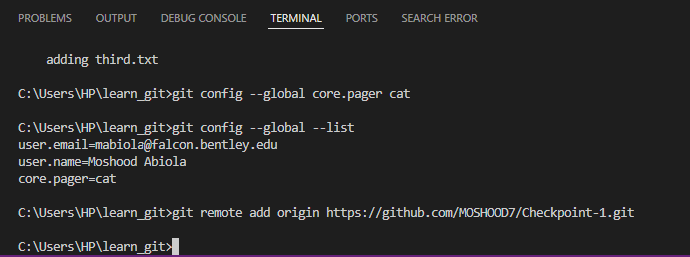 PROBLEMS OUTPUT DEBUG CONSOLE TERMINAL PORTS SEARCH ERROR
adding third.txt
C:\Users\HP\learn_git>git config --global core.pager cat
C:\Users\HP\learn_git>git config --global --list
user.email=mabiola@falcon.bentley.edu
user.name=Moshood Abiola
core.pager=cat
C:\Users\HP\learn_git>git remote add origin https://github.com/MOSHOOD7/Checkpoint-1.git
C:\Users\HP\learn_git>